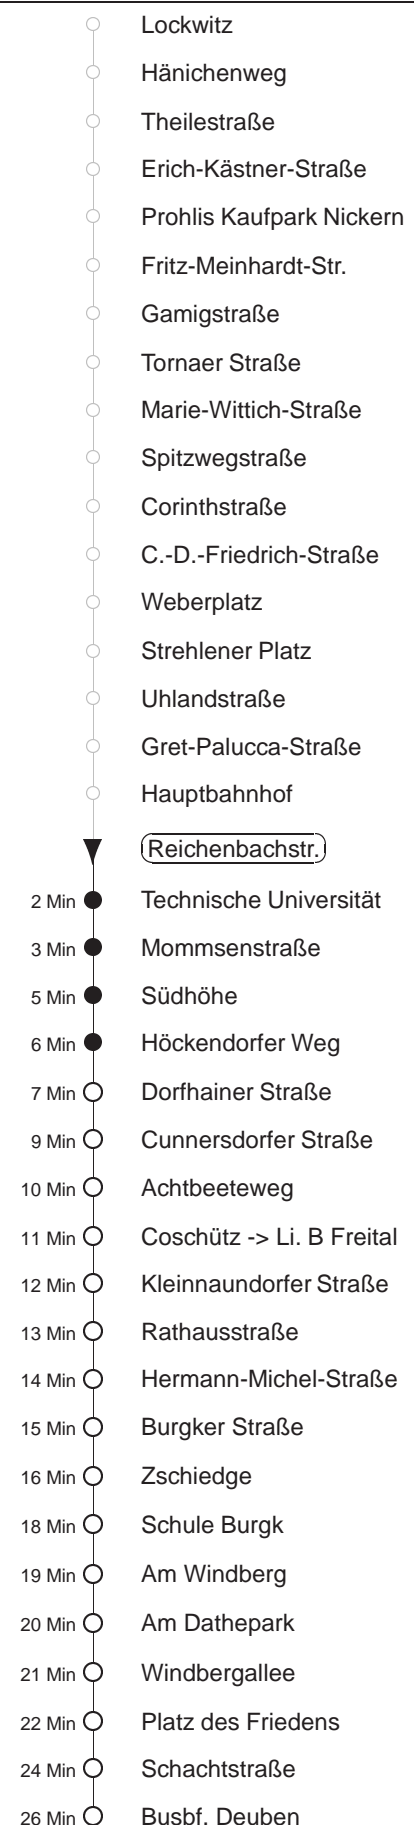 Lockwitz
Hänichenweg
Theilestraße
Erich-Kästner-Straße
Prohlis Kaufpark Nickern
Fritz-Meinhardt-Str.
Gamigstraße
Tornaer Straße
Marie-Wittich-Straße
Spitzwegstraße
Corinthstraße
C.-D.-Friedrich-Straße
Weberplatz
Strehlener Platz
Uhlandstraße
Gret-Palucca-Straße
Hauptbahnhof
Reichenbachstr.
2 Min Technische Universität
3 Min Mommsenstraße
5 Min Südhöhe
6 Min Höckendorfer Weg
7 Min Dorfhainer Straße
9 Min Cunnersdorfer Straße
10 Min Achtbeeteweg
11 Min Coschütz -> Li. B Freital
12 Min Kleinnaundorfer Straße
13 Min Rathausstraße
14 Min Hermann-Michel-Straße
15 Min Burgker Straße
16 Min Zschiedge
18 Min Schule Burgk
19 Min Am Windberg
20 Min Am Dathepark
21 Min Windbergallee
22 Min Platz des Friedens
24 Min Schachtstraße
26 Min Busbf. Deuben